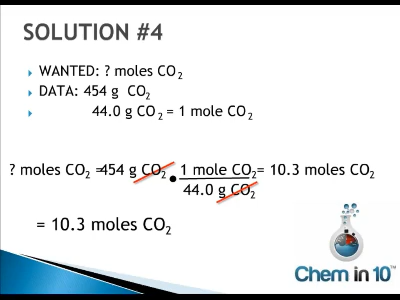 SOLUTION #4
WANTED: ? moles CO₂
DATA: 454 g CO₂
44.0 g CO₂ = 1 mole CO₂
? moles CO₂ =454 g CO₂ • 1 mole CO₂= 10.3 moles CO₂
44.0 g CO₂
= 10.3 moles CO₂
Chem in 10™